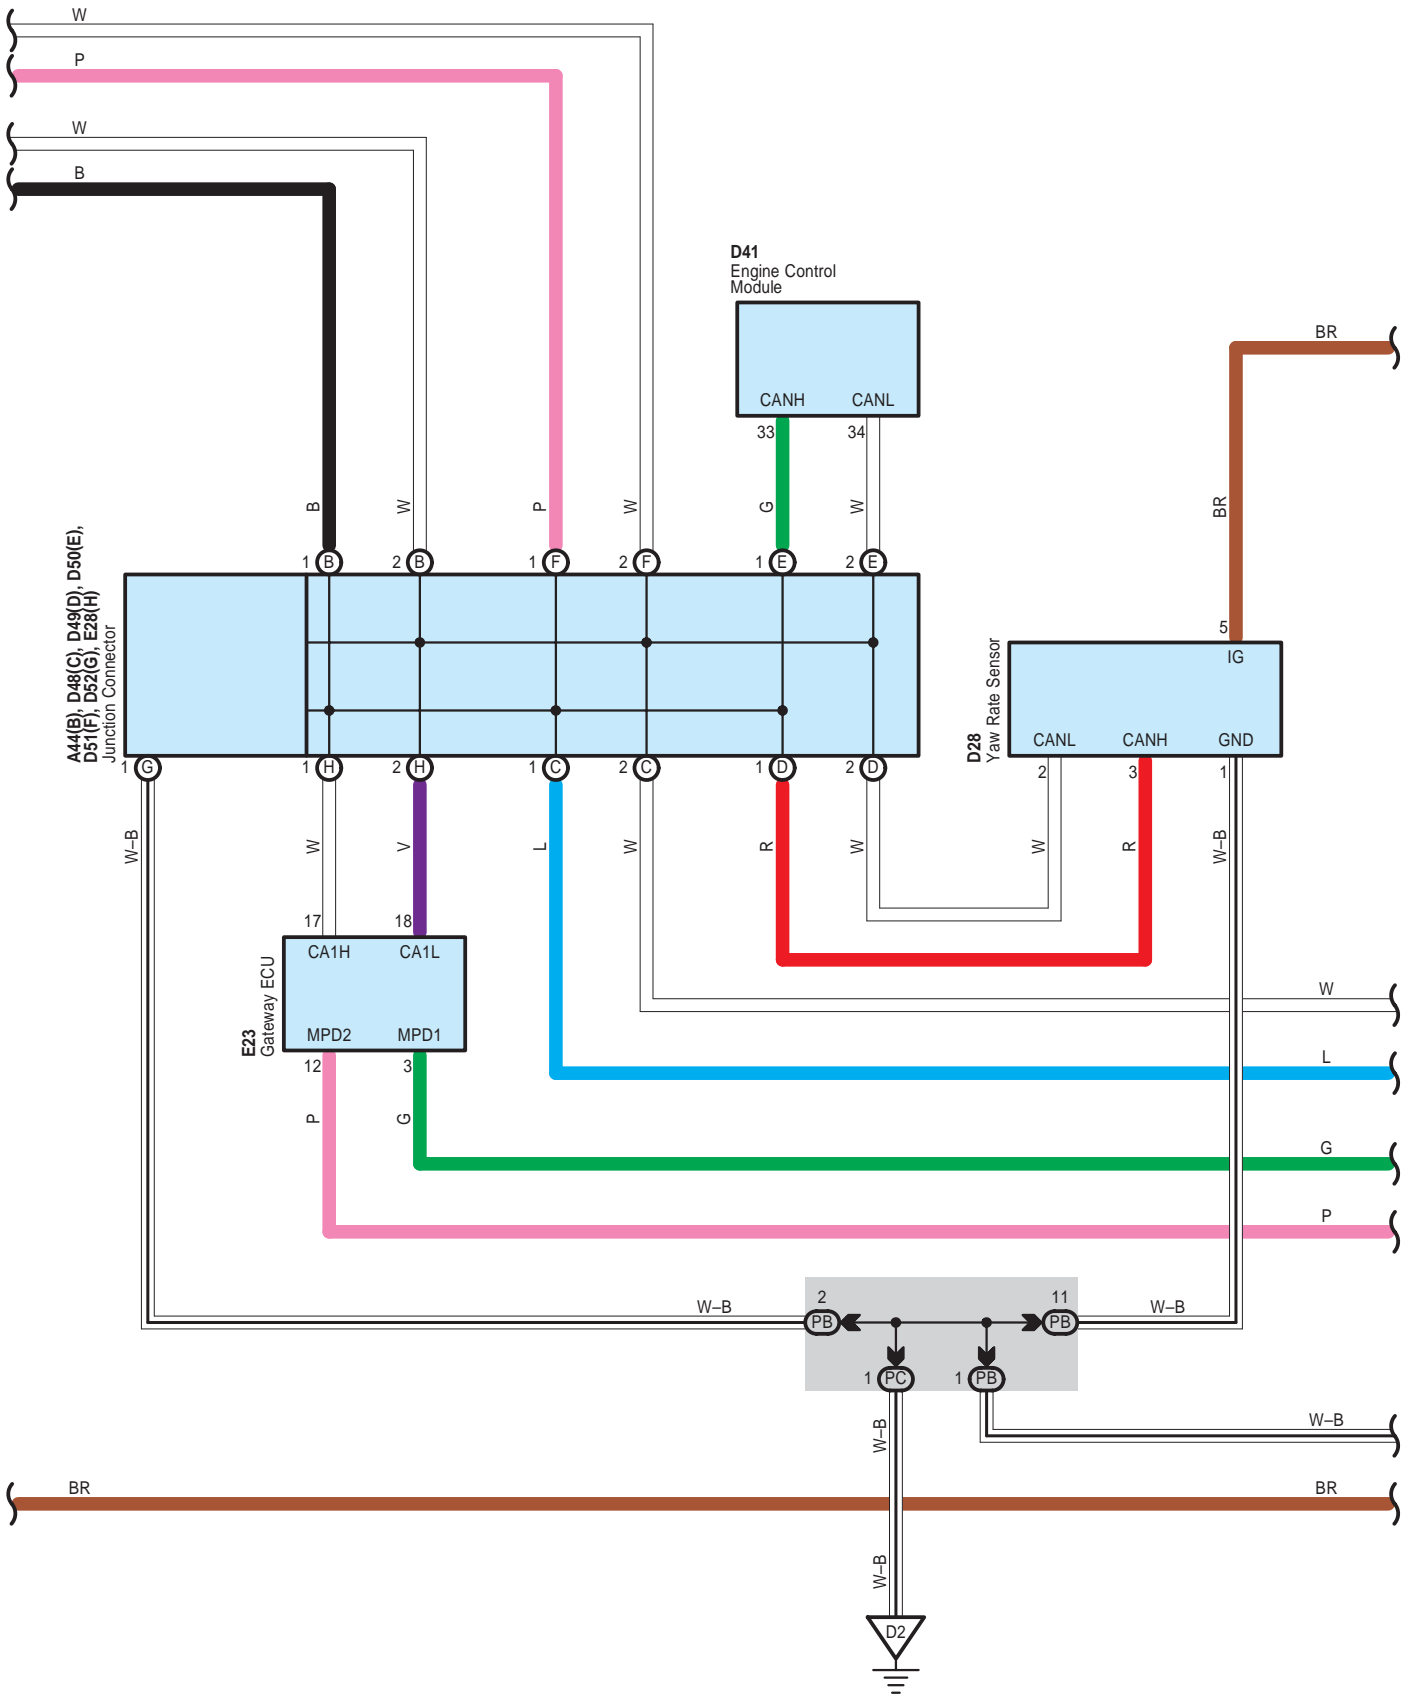 W
P
W
B
D41
Engine Control
Module
CANH CANL
33 34
BR
B W P W G W BR
1 B 2 B 1 F 2 F 1 E 2 E
A44(B), D48(C), D49(D), D50(E),
D51(F), D52(G), E28(H)
Junction Connector
5
IG
D28
Yaw Rate Sensor
CANL CANH GND
1 G 1 H 2 H 1 C 2 C 1 D 2 D 2 3 1
W–B W V L W R W W R W–B
17 18
CA1H CA1L
E23
Gateway ECU
MPD2 MPD1
12 3
P G
W
L
G
P
2 11
W–B W–B
PB PB
1 PC 1 PB
W–B W–B
BR BR
W–B
D2